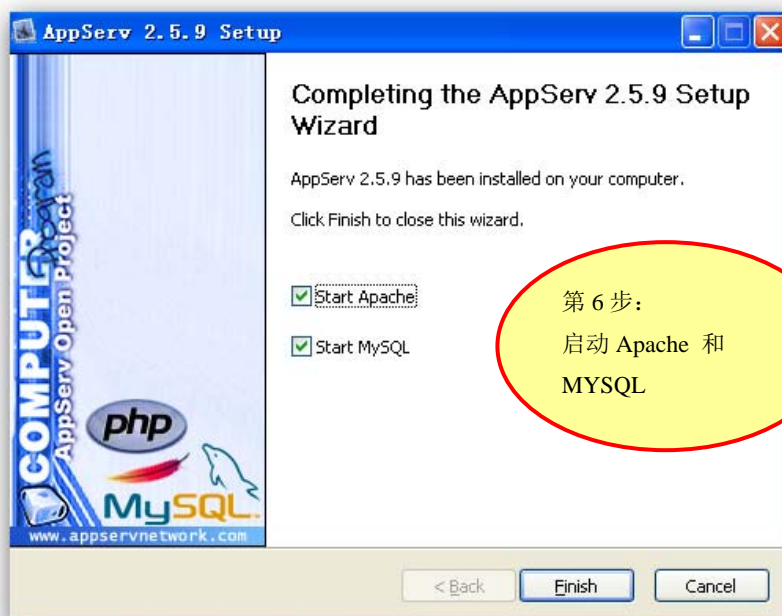 AppServ 2.5.9 Setup
Completing the AppServ 2.5.9 Setup
Wizard
AppServ 2.5.9 has been installed on your computer.
Click Finish to close this wizard.
Start Apache
Start MySQL
第 6 步：
启动 Apache 和
MYSQL
COMPUTER
Program
AppServ Open Project
php
MySQL
www.appservnetwork.com
< Back
Finish
Cancel